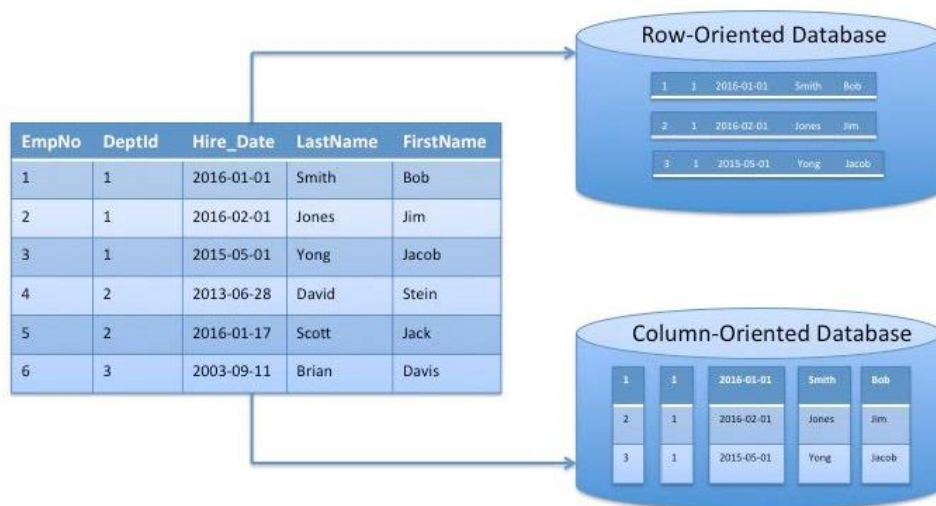 Row-Oriented Database
1 1 2016-01-01 Smith Bob
2 1 2016-02-01 Jones Jim
3 1 2015-05-01 Yong Jacob
EmpNo DeptId Hire_Date LastName FirstName
1 1 2016-01-01 Smith Bob
2 1 2016-02-01 Jones Jim
3 1 2015-05-01 Yong Jacob
4 2 2013-06-28 David Stein
5 2 2016-01-17 Scott Jack
6 3 2003-09-11 Brian Davis
Column-Oriented Database
1 1 2016-01-01 Smith Bob
2 1 2016-02-01 Jones Jim
3 1 2015-05-01 Yong Jacob